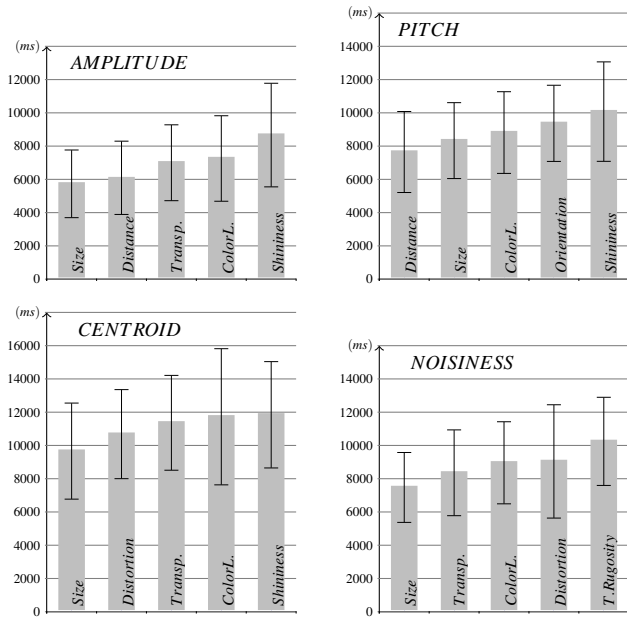 (ms)
AMPLITUDE
12000
10000
8000
6000
4000
2000
0
Size
Distance
Transp.
ColorL.
Shininess
(ms)
PITCH
14000
12000
10000
8000
6000
4000
2000
0
Distance
Size
ColorL.
Orientation
Shininess
(ms)
CENTROID
16000
14000
12000
10000
8000
6000
4000
2000
0
Size
Distortion
Transp.
ColorL.
Shininess
(ms)
NOISINESS
14000
12000
10000
8000
6000
4000
2000
0
Size
Transp.
ColorL.
Distortion
T.Rugosity